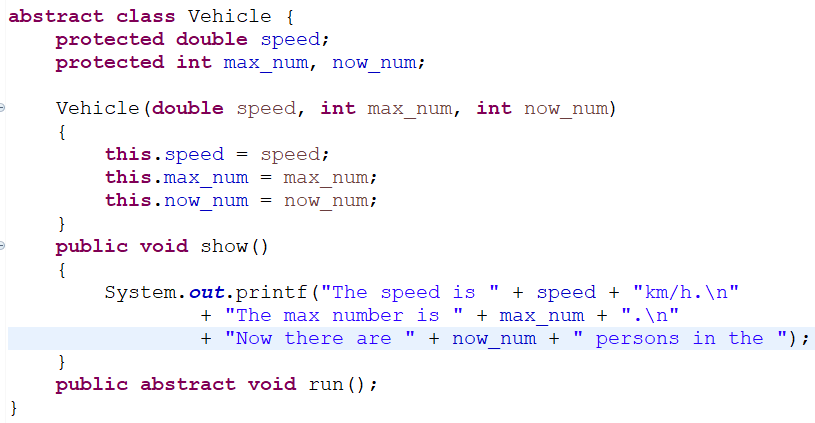 abstract class Vehicle {
    protected double speed;
    protected int max_num, now_num;

    Vehicle(double speed, int max_num, int now_num)
    {
        this.speed = speed;
        this.max_num = max_num;
        this.now_num = now_num;
    }
    public void show()
    {
        System.out.printf("The speed is " + speed + "km/h.\n"
                + "The max number is " + max_num + ".\n"
                + "Now there are " + now_num + " persons in the ");
    }
    public abstract void run();
}